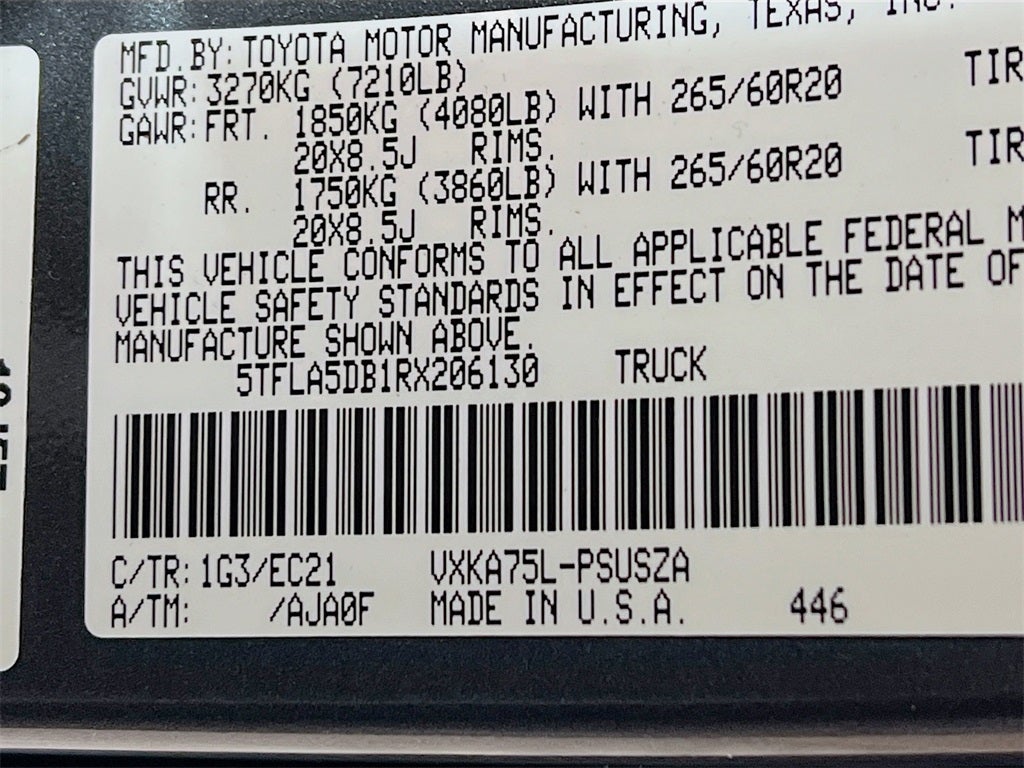 MFD.BY:TOYOTA MOTOR MANUFACTURING, TEXAS, INC.
GVWR:3270KG (7210LB)
GAWR:FRT. 1850KG (4080LB) WITH 265/60R20 TIR
20X8.5J RIMS.
RR. 1750KG (3860LB) WITH 265/60R20 TIR
20X8.5J RIMS.
THIS VEHICLE CONFORMS TO ALL APPLICABLE FEDERAL M
VEHICLE SAFETY STANDARDS IN EFFECT ON THE DATE OF
MANUFACTURE SHOWN ABOVE.
5TFLA5DB1RX206130 TRUCK
C/TR:1G3/EC21 VXKA75L-PSUSZA
A/TM: /AJA0F MADE IN U.S.A. 446